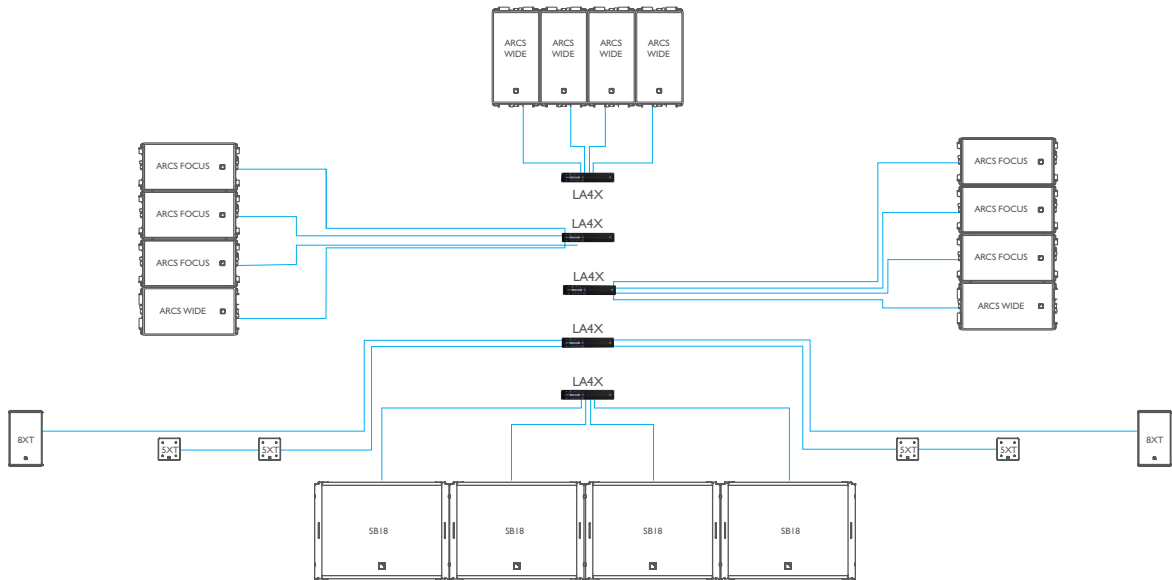 ARCS
WIDE
ARCS
WIDE
ARCS
WIDE
ARCS
WIDE
LA4X
ARCS FOCUS
ARCS FOCUS
ARCS FOCUS
ARCS WIDE
LA4X
LA4X
ARCS FOCUS
ARCS FOCUS
ARCS FOCUS
ARCS WIDE
LA4X
LA4X
8XT
5XT
5XT
5XT
5XT
8XT
SB18
SB18
SB18
SB18